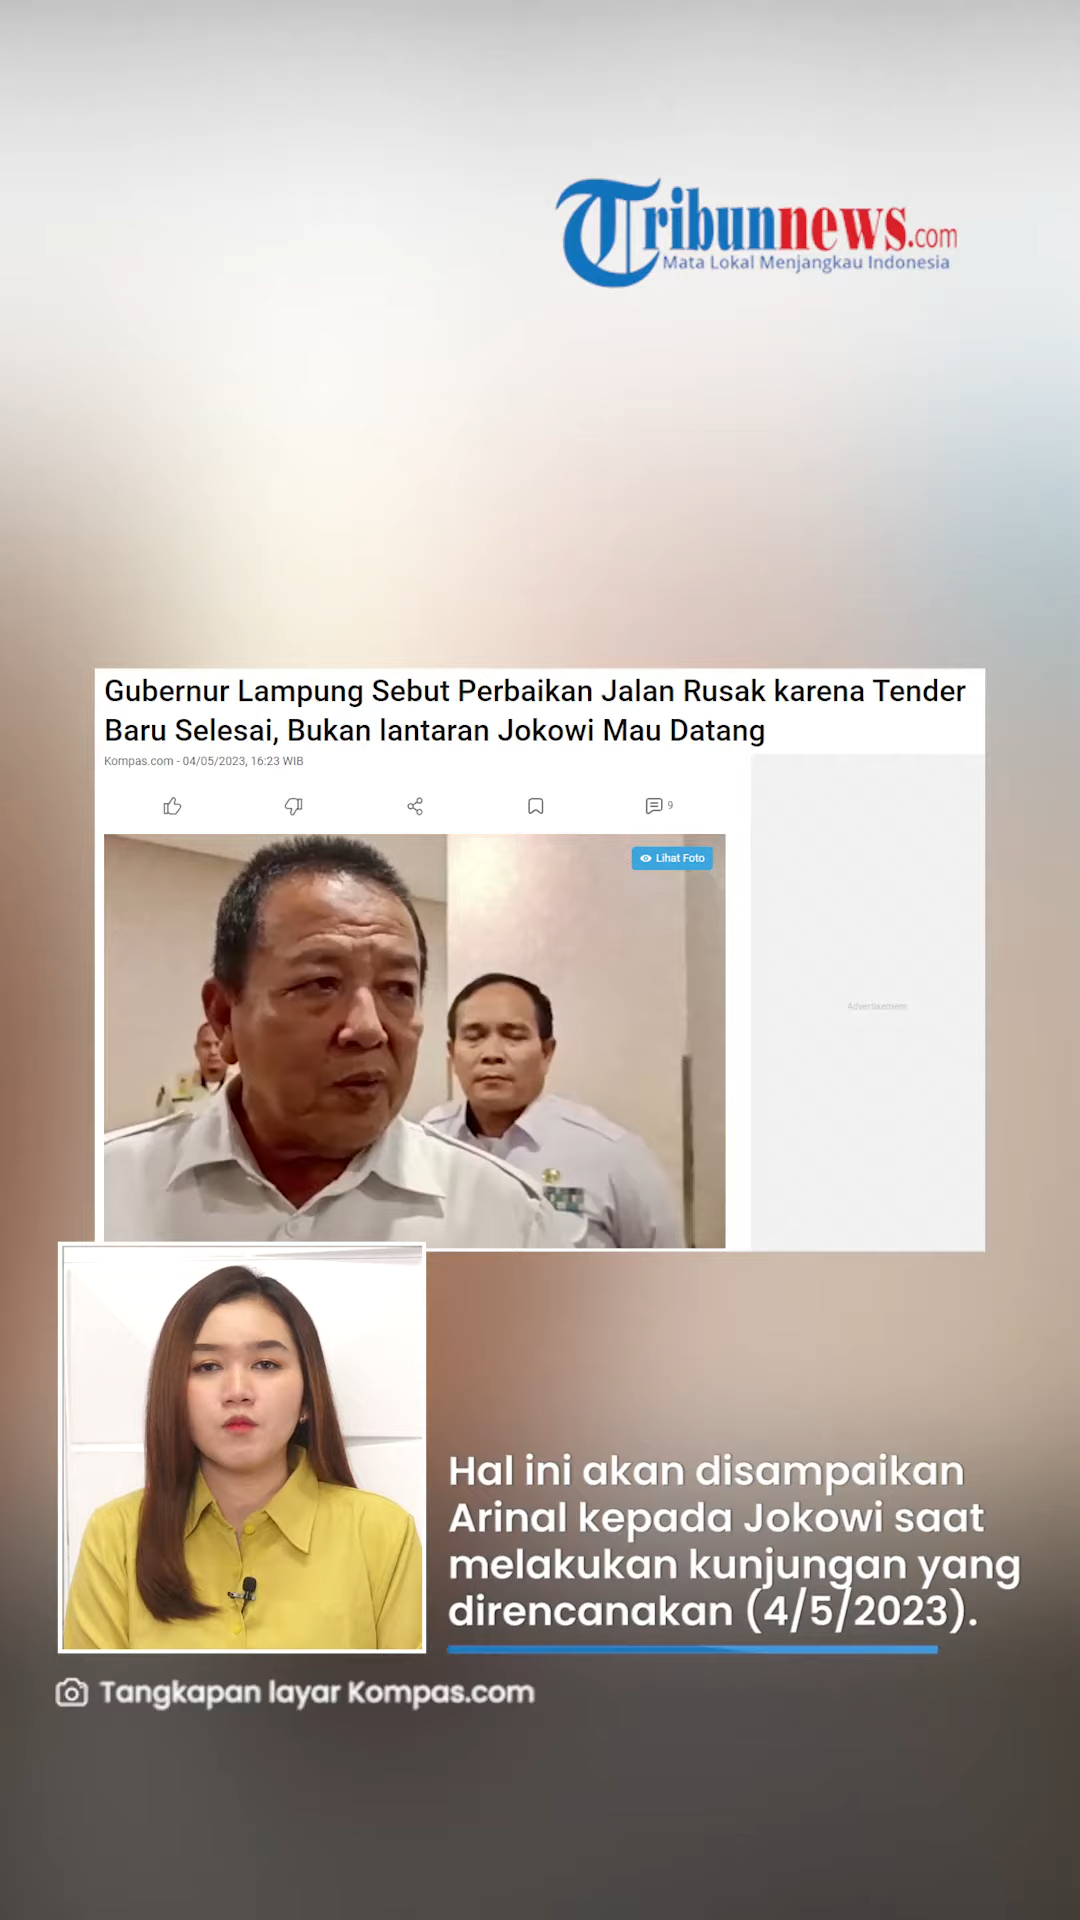 Tribunnews.com
Mata Lokal Menjangkau Indonesia
Gubernur Lampung Sebut Perbaikan Jalan Rusak karena Tender
Baru Selesai, Bukan lantaran Jokowi Mau Datang
Kompas.com - 04/05/2023, 16:23 WIB
9
Lihat Foto
Advertisement
Hal ini akan disampaikan
Arinal kepada Jokowi saat
melakukan kunjungan yang
direncanakan (4/5/2023).
Tangkapan layar Kompas.com